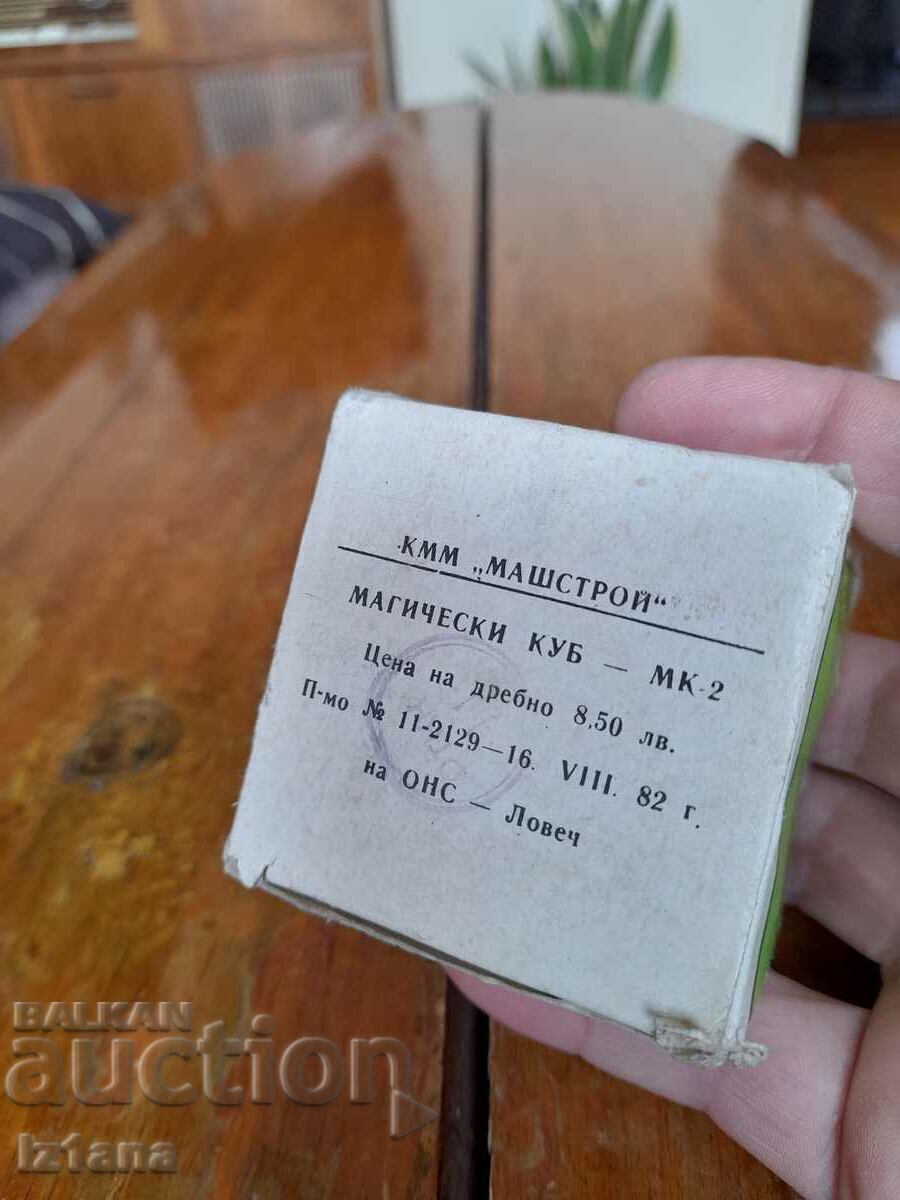 КММ „МАШСТРОЙ“
МАГИЧЕСКИ КУБ — МК-2
Цена на дребно 8,50 лв.
П-мо № 11-2129—16. VIII. 82 г.
на ОНС — Ловеч
BALKAN
auction
Iz1ana